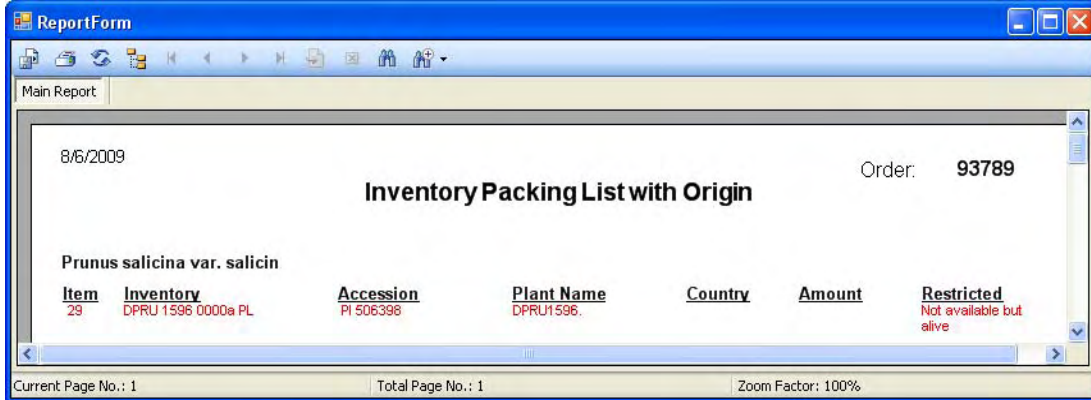 ReportForm
Main Report
8/6/2009
Order: 93789
Inventory Packing List with Origin
Prunus salicina var. salicin
Item Inventory Accession Plant Name Country Amount Restricted
29 DPRU 1596 0000a PL PI 506398 DPRU1596. Not available but
alive
Current Page No.: 1 Total Page No.: 1 Zoom Factor: 100%